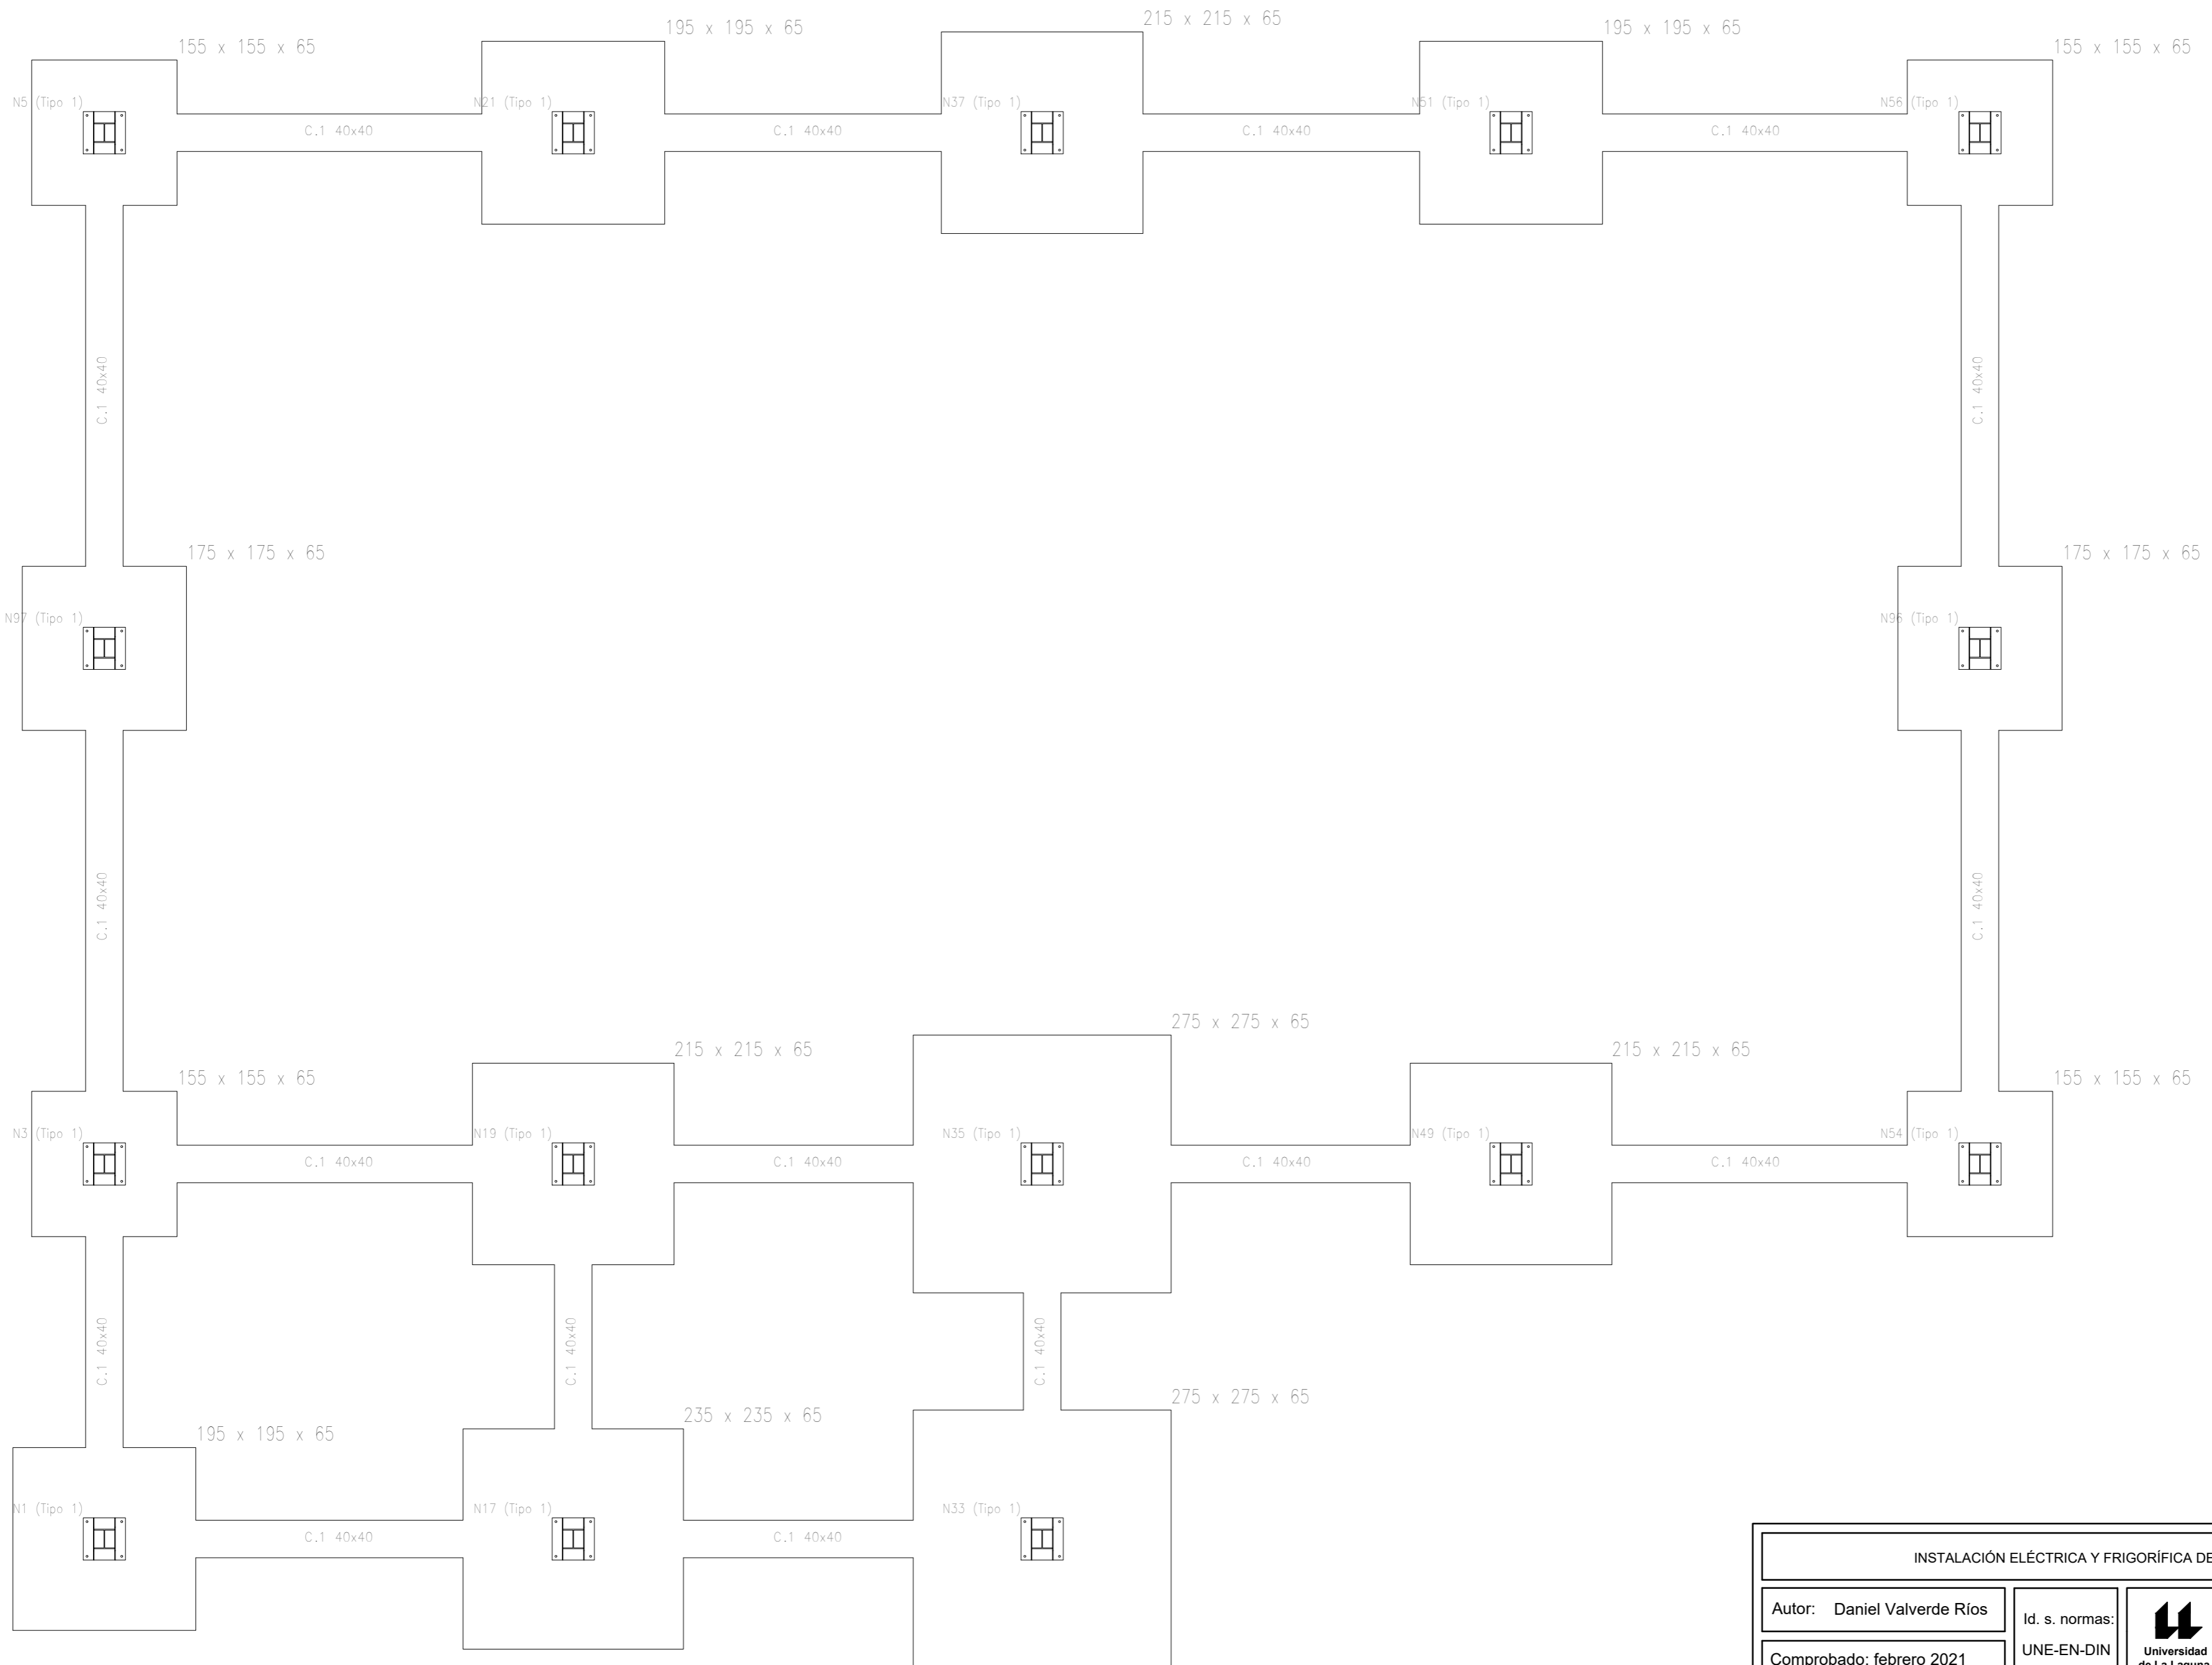 215 x 215 x 65
195 x 195 x 65
195 x 195 x 65
155 x 155 x 65
155 x 155 x 65
N5 (Tipo 1)
N21 (Tipo 1)
N37 (Tipo 1)
N51 (Tipo 1)
N56 (Tipo 1)
C.1 40x40
C.1 40x40
C.1 40x40
C.1 40x40
C.1 40x40
C.1 40x40
175 x 175 x 65
175 x 175 x 65
N97 (Tipo 1)
C.1 40x40
C.1 40x40
275 x 275 x 65
215 x 215 x 65
215 x 215 x 65
155 x 155 x 65
155 x 155 x 65
N3 (Tipo 1)
N19 (Tipo 1)
N35 (Tipo 1)
N49 (Tipo 1)
N54 (Tipo 1)
C.1 40x40
C.1 40x40
C.1 40x40
C.1 40x40
C.1 40x40
C.1 40x40
C.1 40x40
275 x 275 x 65
235 x 235 x 65
195 x 195 x 65
N1 (Tipo 1)
N17 (Tipo 1)
N33 (Tipo 1)
C.1 40x40
C.1 40x40
INSTALACIÓN ELÉCTRICA Y FRIGORÍFICA DE
Autor: Daniel Valverde Ríos
Id. s. normas:
UNE-EN-DIN
Universidad
de La Laguna
Comprobado: febrero 2021